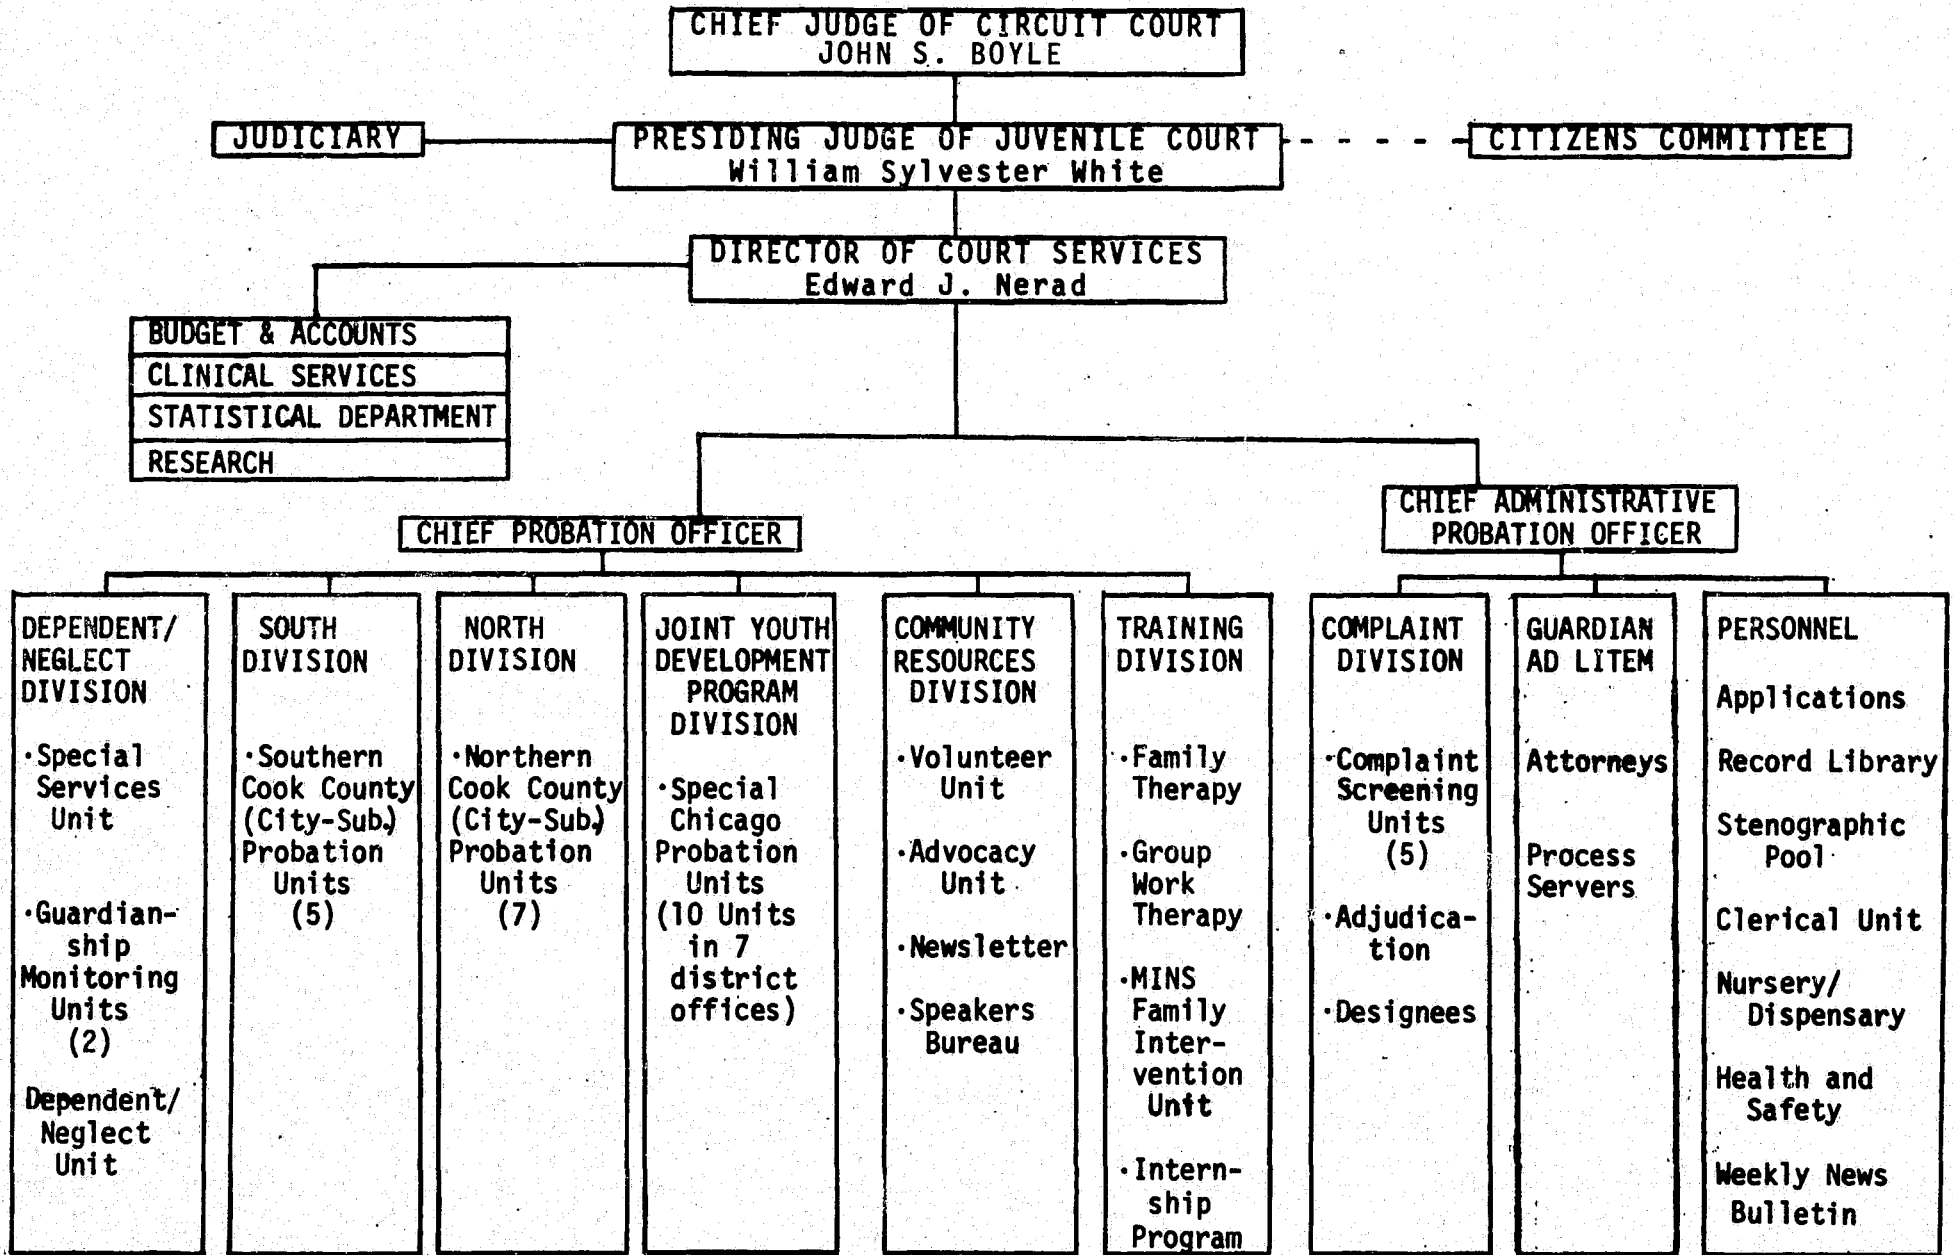 CHIEF JUDGE OF CIRCUIT COURT
JOHN S. BOYLE
JUDICIARY
PRESIDING JUDGE OF JUVENILE COURT
William Sylvester White
CITIZENS COMMITTEE
DIRECTOR OF COURT SERVICES
Edward J. Nerad
BUDGET & ACCOUNTS
CLINICAL SERVICES
STATISTICAL DEPARTMENT
RESEARCH
CHIEF PROBATION OFFICER
CHIEF ADMINISTRATIVE
PROBATION OFFICER
DEPENDENT/
NEGLECT
DIVISION
·Special
Services
Unit
·Guardian-
ship
Monitoring
Units
(2)
Dependent/
Neglect
Unit
SOUTH
DIVISION
·Southern
Cook County
(City-Sub.)
Probation
Units
(5)
NORTH
DIVISION
·Northern
Cook County
(City-Sub.)
Probation
Units
(7)
JOINT YOUTH
DEVELOPMENT
PROGRAM
DIVISION
·Special
Chicago
Probation
Units
(10 Units
in 7
district
offices)
COMMUNITY
RESOURCES
DIVISION
·Volunteer
Unit
·Advocacy
Unit
·Newsletter
·Speakers
Bureau
TRAINING
DIVISION
·Family
Therapy
·Group
Work
Therapy
·MINS
Family
Inter-
vention
Unit
·Intern-
ship
Program
COMPLAINT
DIVISION
·Complaint
Screening
Units
(5)
·Adjudica-
tion
·Designees
GUARDIAN
AD LITEM
Attorneys
Process
Servers
PERSONNEL
Applications
Record Library
Stenographic
Pool
Clerical Unit
Nursery/
Dispensary
Health and
Safety
Weekly News
Bulletin